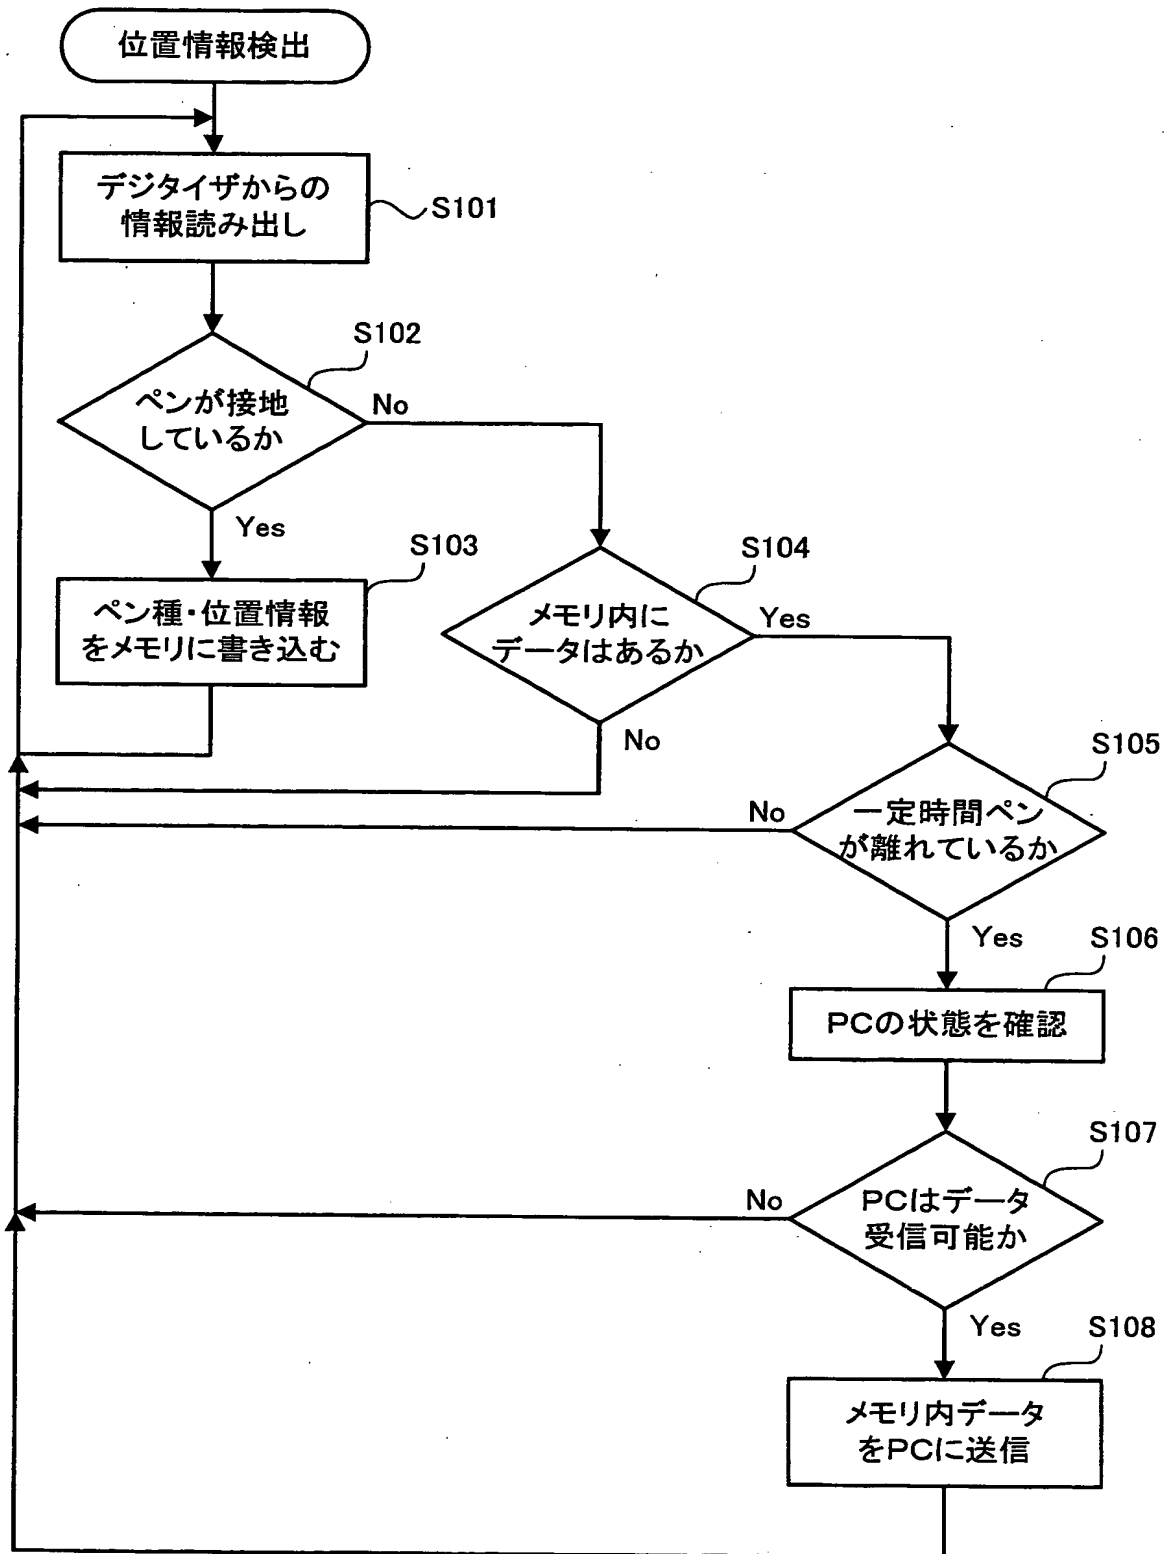 位置情報検出
デジタイザからの
情報読み出し
S101
S102
ペンが接地
しているか
No
Yes
S103
ペン種・位置情報
をメモリに書き込む
S104
メモリ内に
データはあるか
Yes
No
S105
一定時間ペン
が離れているか
No
Yes
S106
PCの状態を確認
S107
PCはデータ
受信可能か
No
Yes
S108
メモリ内データ
をPCに送信